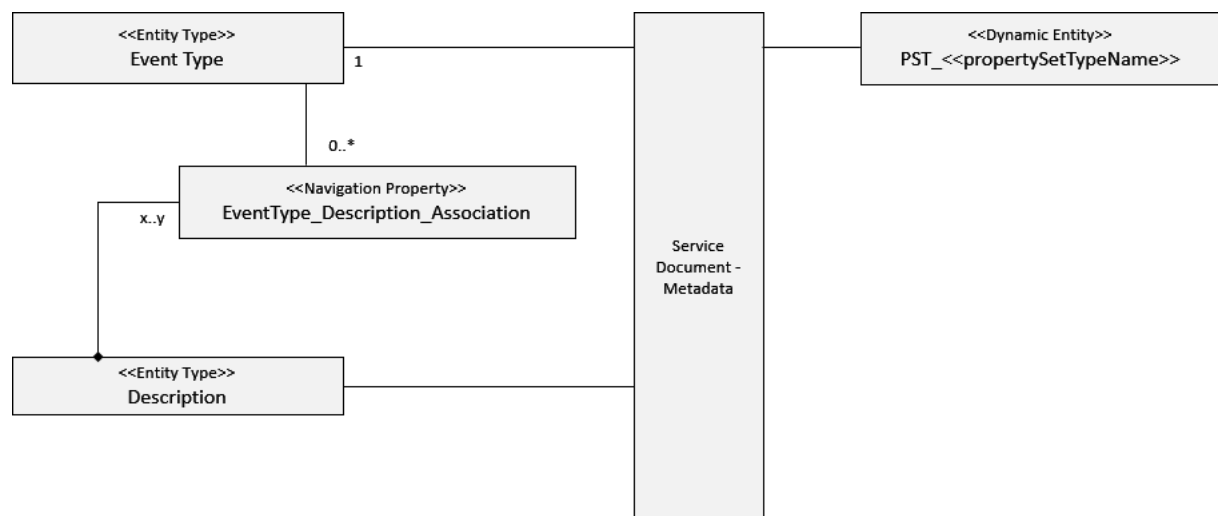 <<Entity Type>>
Event Type
1
<<Dynamic Entity>>
PST_<<propertySetTypeName>>
0..*
<<Navigation Property>>
EventType_Description_Association
x..y
Service
Document -
Metadata
<<Entity Type>>
Description